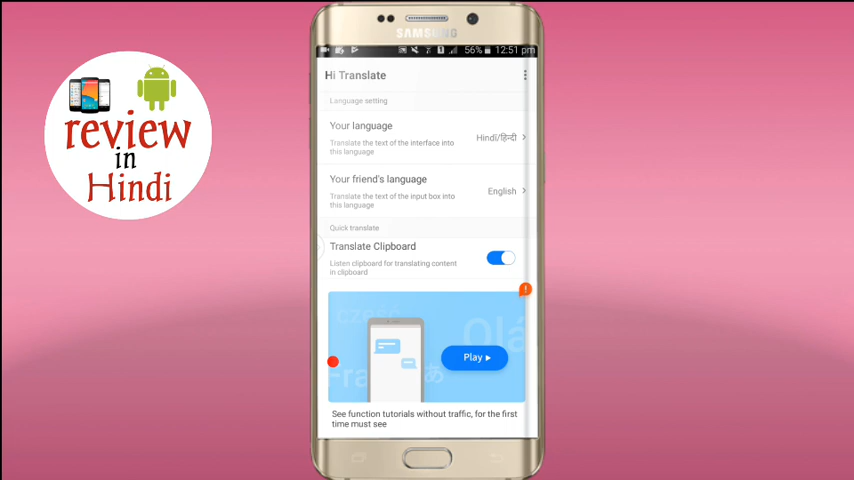 review
in
Hindi
SAMSUNG
56% 12:51 pm
Hi Translate
Language setting
Your language
Translate the text of the interface into
this language
Hindi/हिन्दी
Your friend's language
Translate the text of the input box into
this language
English
Quick translate
Translate Clipboard
Listen clipboard for translating content
in clipboard
Olá
Fra
あ
Play
See function tutorials without traffic, for the first
time must see